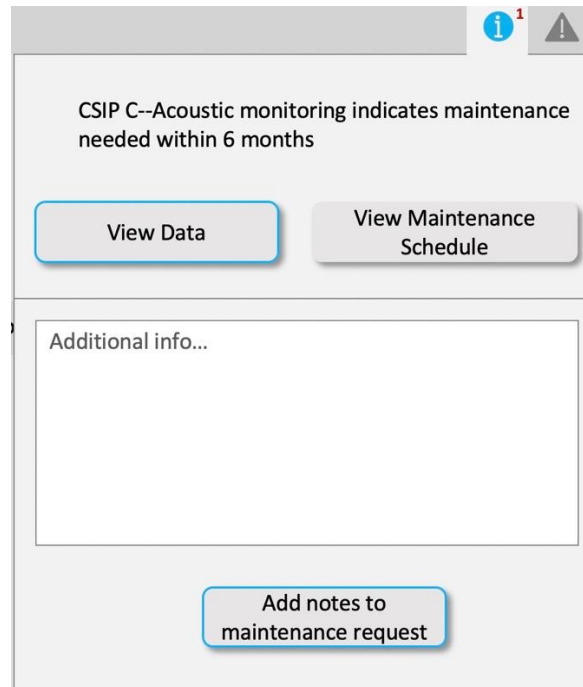 1
CSIP C--Acoustic monitoring indicates maintenance
needed within 6 months
View Data
View Maintenance
Schedule
Additional info...
Add notes to
maintenance request